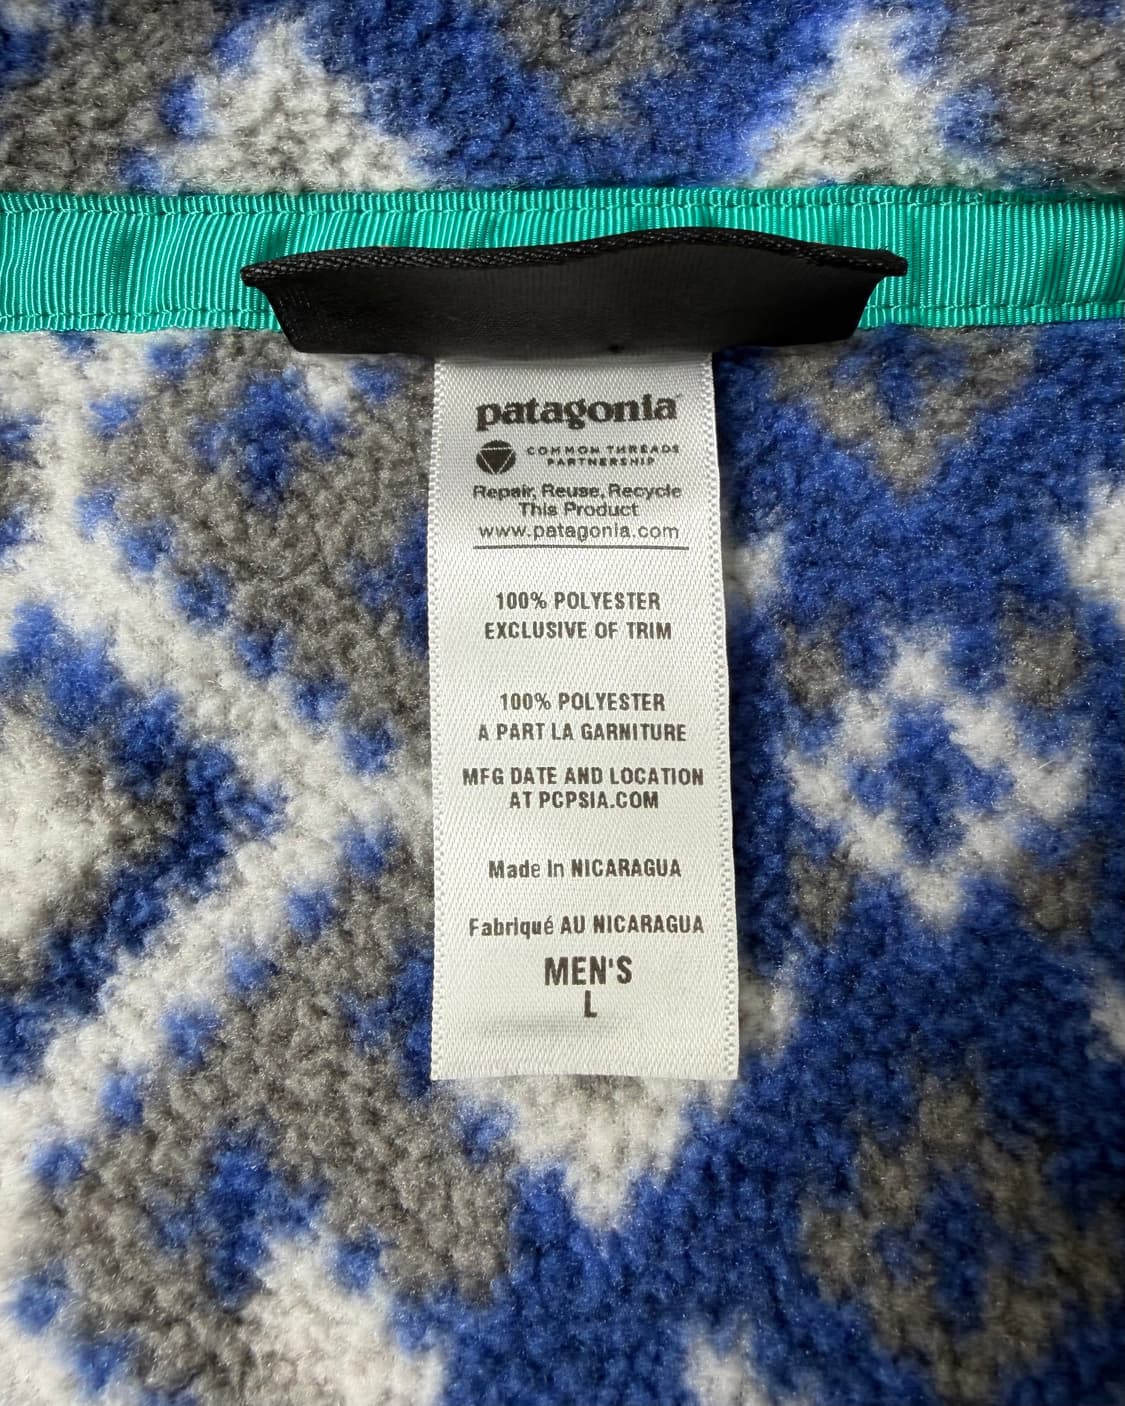 patagonia
COMMON THREADS
PARTNERSHIP
Repair, Reuse, Recycle
This Product
www.patagonia.com
100% POLYESTER
EXCLUSIVE OF TRIM
100% POLYESTER
A PART LA GARNITURE
MFG DATE AND LOCATION
AT PCPSIA.COM
Made In NICARAGUA
Fabriqué AU NICARAGUA
MEN'S
L